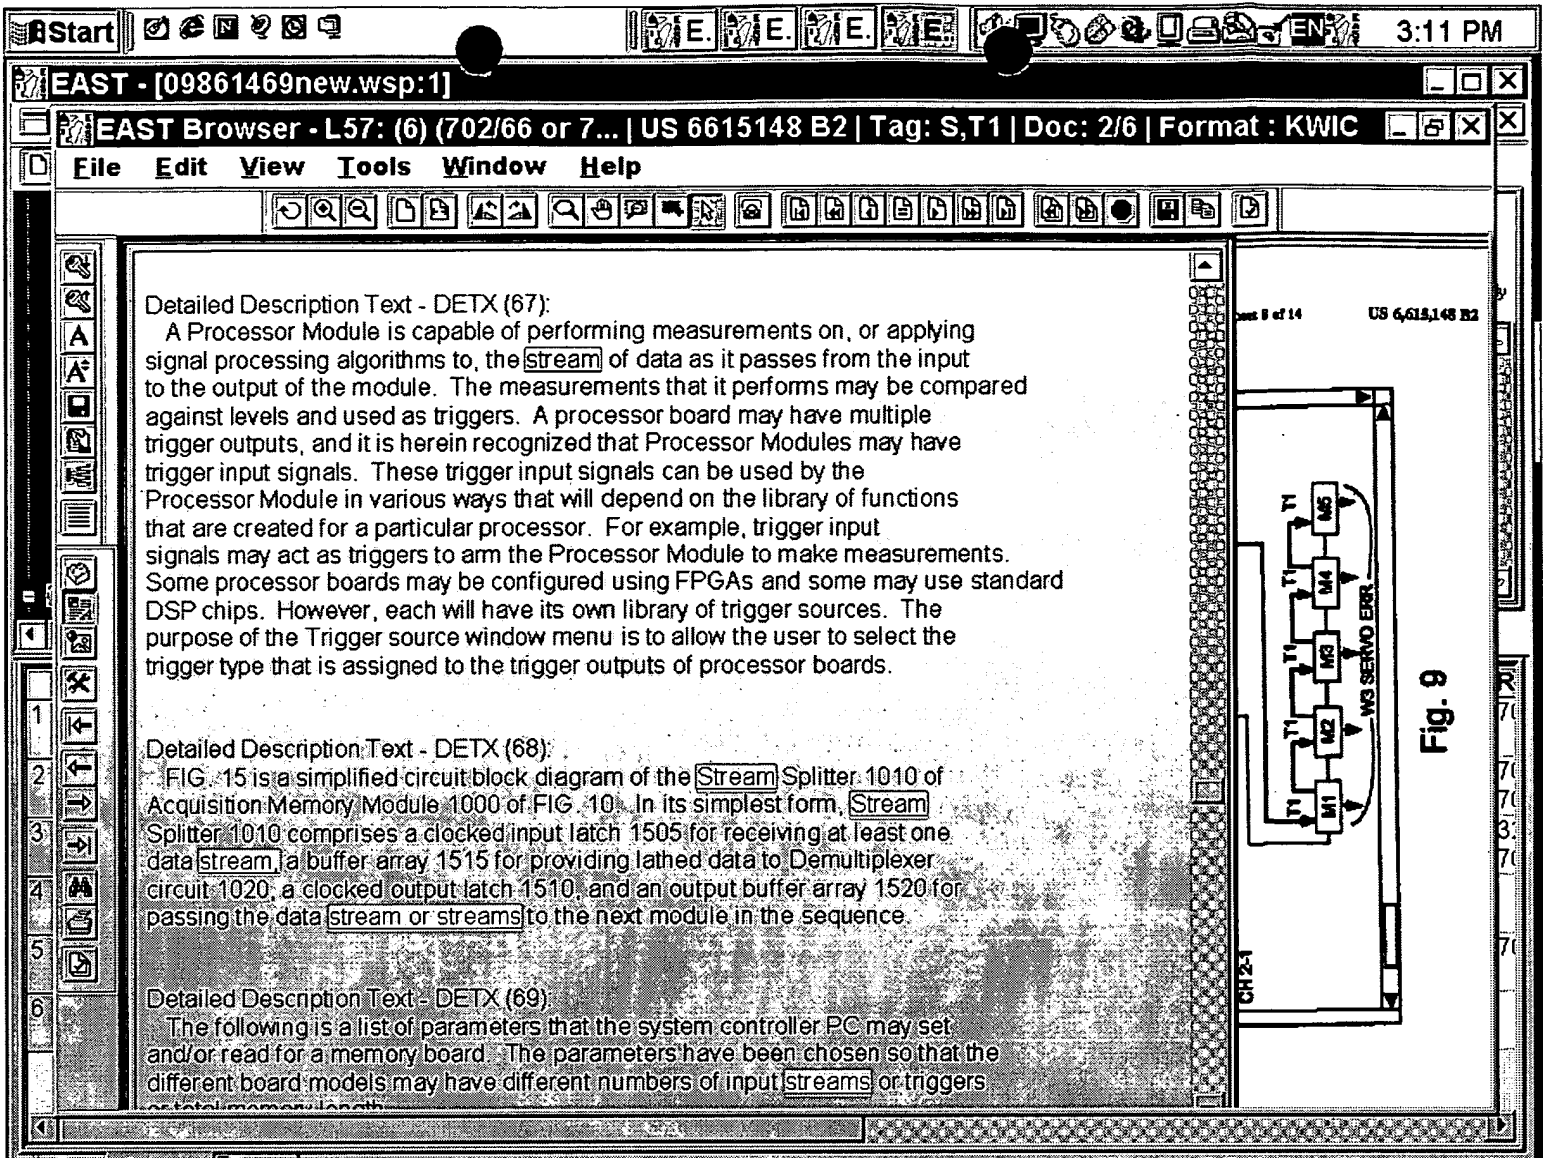 Start
E.
E.
E.
E.
EN
3:11 PM
EAST - [09861469new.wsp:1]
EAST Browser - L57: (6) (702/66 or 7... | US 6615148 B2 | Tag: S,T1 | Doc: 2/6 | Format : KWIC
File Edit View Tools Window Help
Detailed Description Text - DETX (67):
A Processor Module is capable of performing measurements on, or applying
signal processing algorithms to, the stream of data as it passes from the input
to the output of the module. The measurements that it performs may be compared
against levels and used as triggers. A processor board may have multiple
trigger outputs, and it is herein recognized that Processor Modules may have
trigger input signals. These trigger input signals can be used by the
Processor Module in various ways that will depend on the library of functions
that are created for a particular processor. For example, trigger input
signals may act as triggers to arm the Processor Module to make measurements.
Some processor boards may be configured using FPGAs and some may use standard
DSP chips. However, each will have its own library of trigger sources. The
purpose of the Trigger source window menu is to allow the user to select the
trigger type that is assigned to the trigger outputs of processor boards.
Detailed Description Text - DETX (68):
FIG. 15 is a simplified circuit block diagram of the Stream Splitter 1010 of
Acquisition Memory Module 1000 of FIG. 10. In its simplest form, Stream
Splitter 1010 comprises a clocked input latch 1505 for receiving at least one
data stream, a buffer array 1515 for providing lathed data to Demultiplexer
circuit 1020, a clocked output latch 1510, and an output buffer array 1520 for
passing the data stream or streams to the next module in the sequence.
Detailed Description Text - DETX (69):
The following is a list of parameters that the system controller PC may set
and/or read for a memory board. The parameters have been chosen so that the
different board models may have different numbers of input streams or triggers
or total memory length.
8 of 14
US 6,615,148 B2
T1
T1
T1
T1
T1
M1
M2
M3
M4
M5
W3 SERVO ERR
CH2-1
Fig. 9
1
2
3
4
5
6